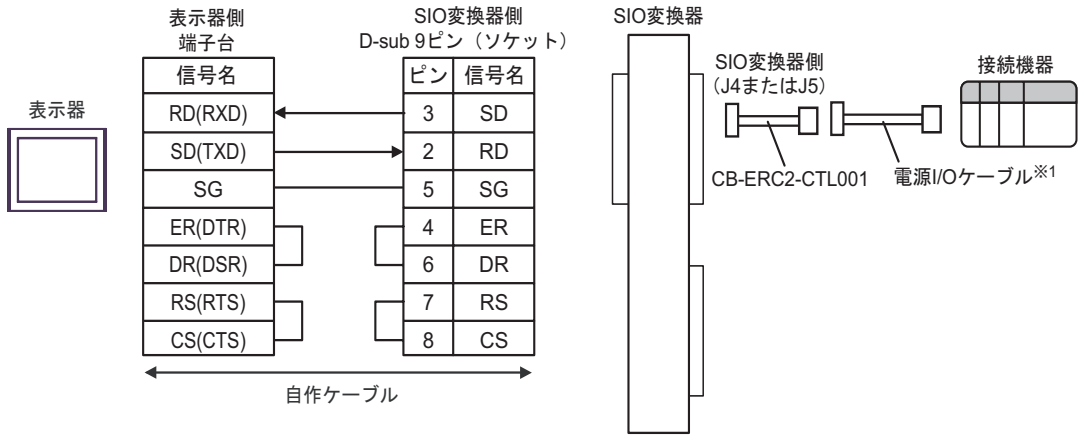 表示器
表示器側
端子台
信号名
RD(RXD)
SD(TXD)
SG
ER(DTR)
DR(DSR)
RS(RTS)
CS(CTS)
SIO変換器側
D-sub 9ピン（ソケット）
ピン 信号名
3 SD
2 RD
5 SG
4 ER
6 DR
7 RS
8 CS
自作ケーブル
SIO変換器
SIO変換器側
（J4またはJ5）
CB-ERC2-CTL001
電源I/Oケーブル※1
接続機器